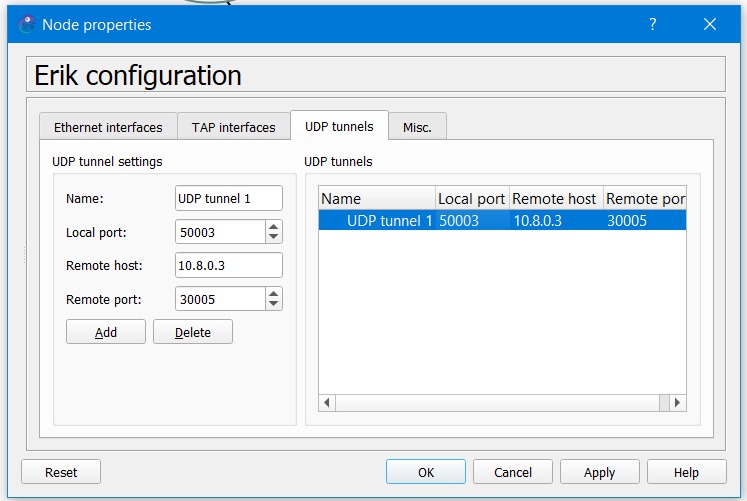 Node properties
?
Erik configuration
Ethernet interfaces TAP interfaces UDP tunnels Misc.
UDP tunnel settings
Name: UDP tunnel 1
Local port: 50003
Remote host: 10.8.0.3
Remote port: 30005
Add Delete
UDP tunnels
Name Local port Remote host Remote por
UDP tunnel 1 50003 10.8.0.3 30005
Reset OK Cancel Apply Help